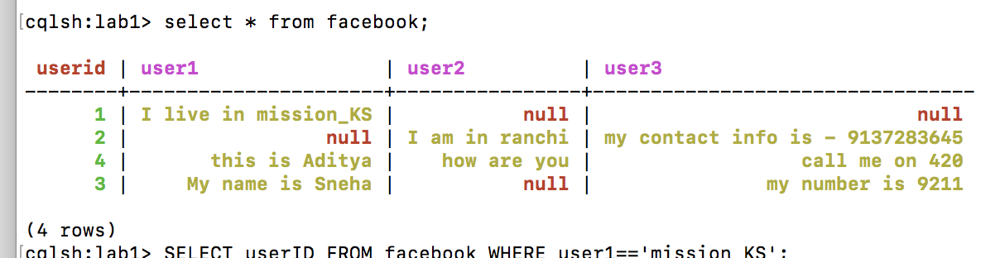 [cqlsh:lab1> select * from facebook;
userid | user1 | user2 | user3
--------+----------------------+----------------+---------------------------------
1 | I live in mission_KS | null | null
2 | null | I am in ranchi | my contact info is - 9137283645
4 | this is Aditya | how are you | call me on 420
3 | My name is Sneha | null | my number is 9211
(4 rows)
[cqlsh:lab1> SELECT userID FROM facebook WHERE user1=='mission_KS';